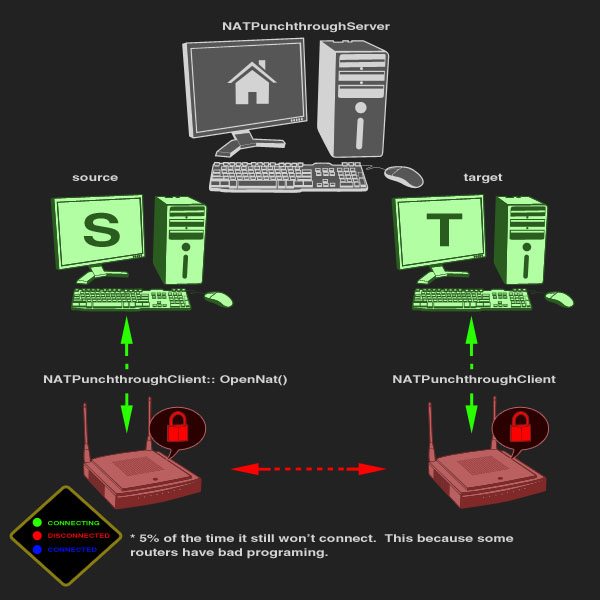 NATPunchthroughServer
source
target
S
T
NATPunchthroughClient:: OpenNat()
NATPunchthroughClient
CONNECTING
DISCONNECTED
CONNECTED
* 5% of the time it still won't connect. This because some
routers have bad programing.